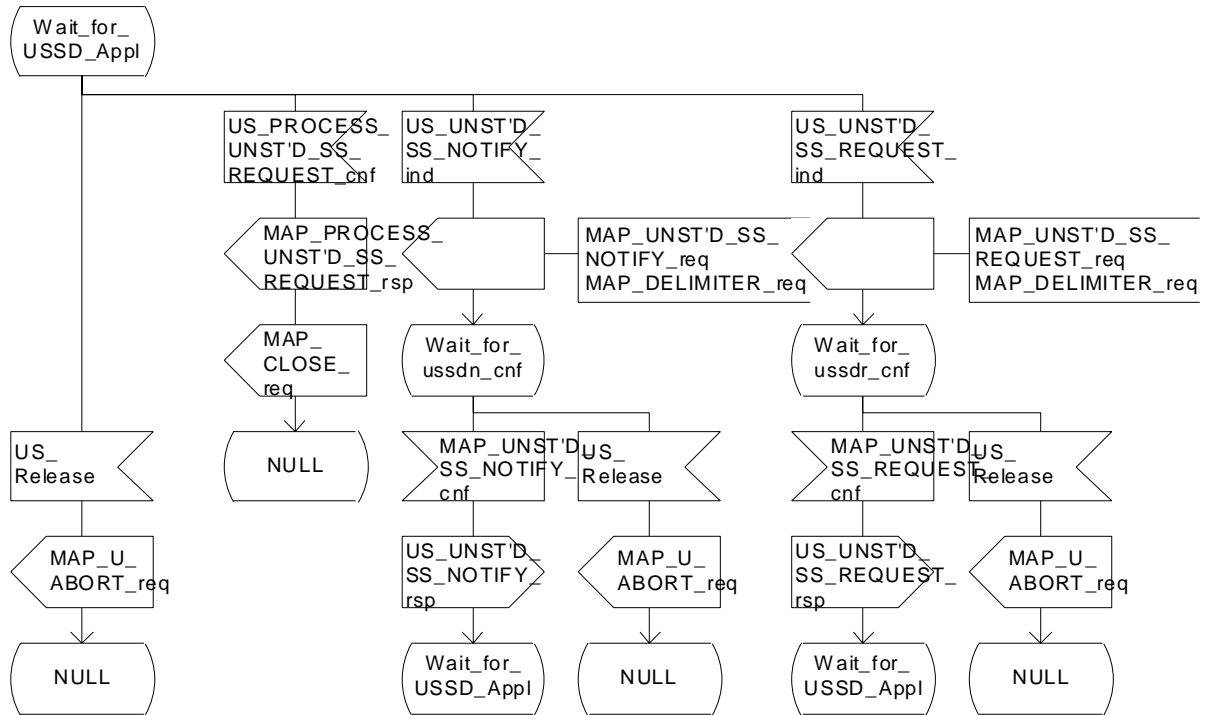 Wait_for_
USSD_Appl
US_PROCESS_
UNST'D_SS_
REQUEST_cnf
US_UNST'D_
SS_NOTIFY_
ind
US_UNST'D_
SS_REQUEST_
ind
MAP_PROCESS_
UNST'D_SS_
REQUEST_rsp
MAP_UNST'D_SS_
NOTIFY_req
MAP_DELIMITER_req
MAP_UNST'D_SS_
REQUEST_req
MAP_DELIMITER_req
MAP_
CLOSE_
req
Wait_for_
ussdn_cnf
Wait_for_
ussdr_cnf
US_
Release
NULL
MAP_UNST'D_
SS_NOTIFY_
cnf
US_
Release
MAP_UNST'D_
SS_REQUEST_
cnf
US_
Release
MAP_U_
ABORT_req
US_UNST'D_
SS_NOTIFY_
rsp
MAP_U_
ABORT_req
US_UNST'D_
SS_REQUEST_
rsp
MAP_U_
ABORT_req
NULL
Wait_for_
USSD_Appl
NULL
Wait_for_
USSD_Appl
NULL